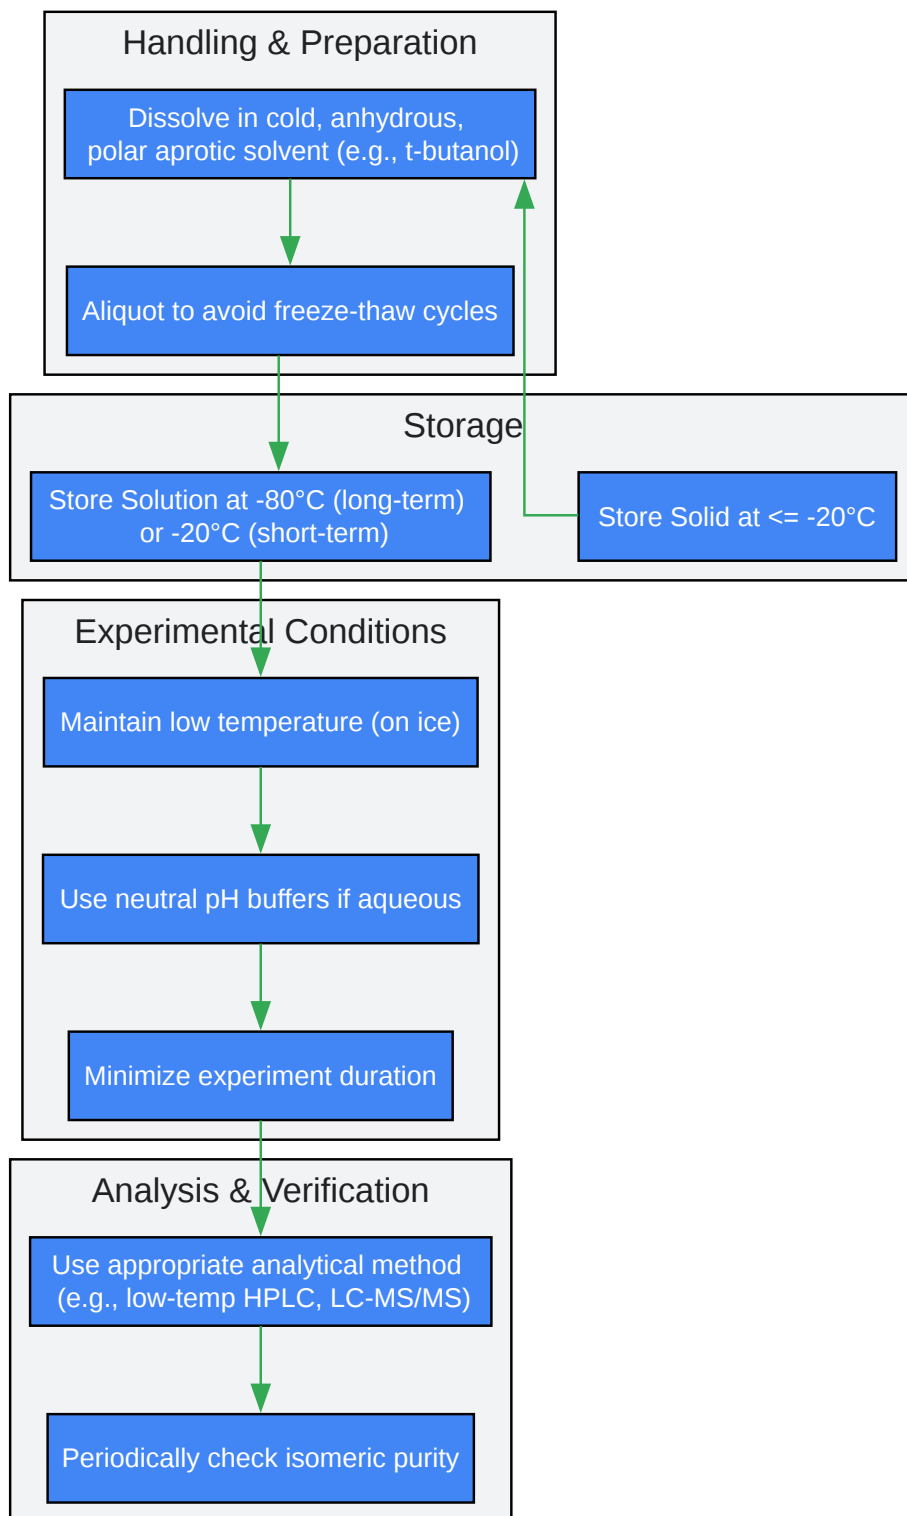 Handling & Preparation
Dissolve in cold, anhydrous,
polar aprotic solvent (e.g., t-butanol)
Aliquot to avoid freeze-thaw cycles
Storage
Store Solution at -80°C (long-term)
or -20°C (short-term)
Store Solid at <= -20°C
Experimental Conditions
Maintain low temperature (on ice)
Use neutral pH buffers if aqueous
Minimize experiment duration
Analysis & Verification
Use appropriate analytical method
(e.g., low-temp HPLC, LC-MS/MS)
Periodically check isomeric purity